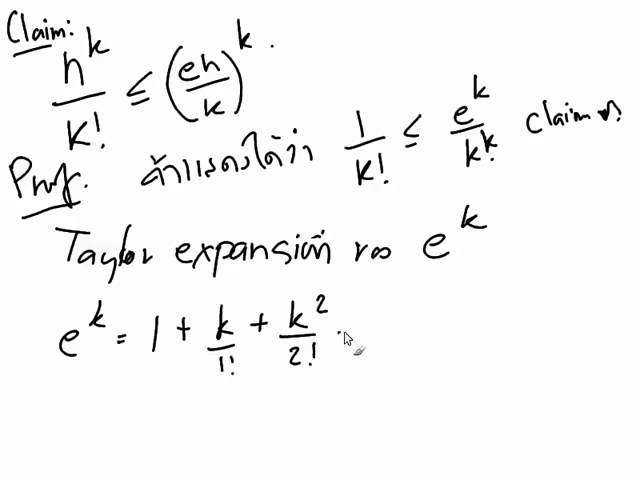 Claim:
n^k / k! ≤ (en / k)^k.
Proof. ถ้าแสดงได้ว่า 1 / k! ≤ e^k / k^k claim จริง
Taylor expansion ของ e^k
e^k = 1 + k / 1! + k^2 / 2!